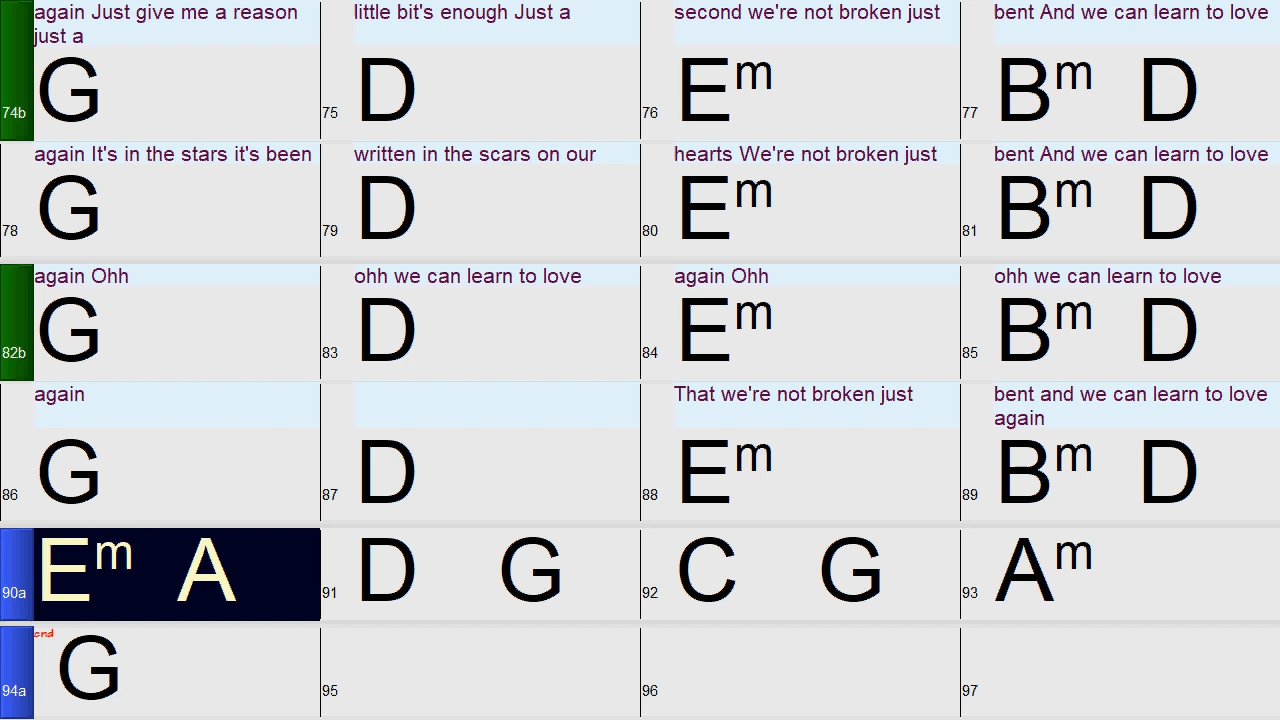 again Just give me a reason
just a
little bit's enough Just a
second we're not broken just
bent And we can learn to love
74b G
75 D
76 Em
77 Bm D
again It's in the stars it's been
written in the scars on our
hearts We're not broken just
bent And we can learn to love
78 G
79 D
80 Em
81 Bm D
again Ohh
ohh we can learn to love
again Ohh
ohh we can learn to love
82b G
83 D
84 Em
85 Bm D
again
That we're not broken just
bent and we can learn to love
again
86 G
87 D
88 Em
89 Bm D
90a Em A
91 D G
92 C G
93 Am
end
94a G
95
96
97